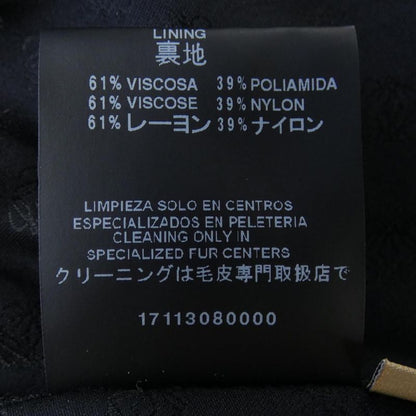 LINING
裏地
61% VISCOSA 39% POLIAMIDA
61% VISCOSE 39% NYLON
61% レーヨン 39% ナイロン
LIMPIEZA SOLO EN CENTROS
ESPECIALIZADOS EN PELETERIA
CLEANING ONLY IN
SPECIALIZED FUR CENTERS
クリーニングは毛皮専門取扱店で
17113080000